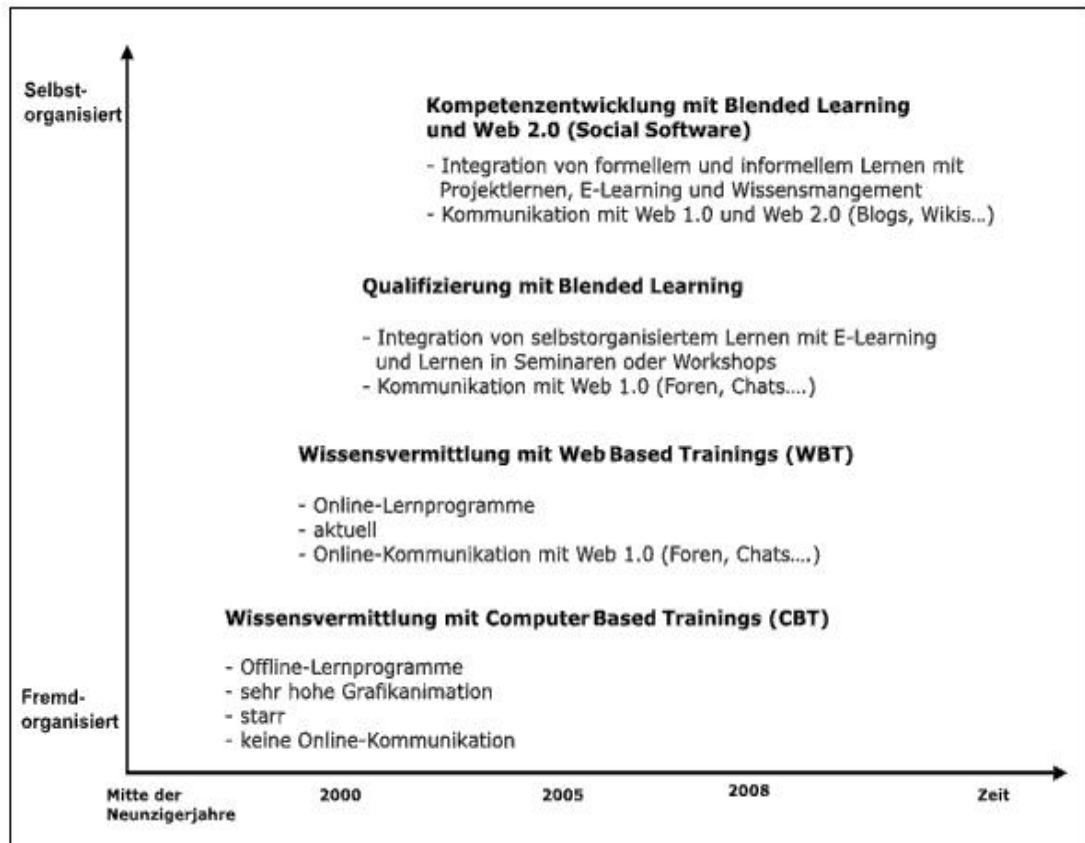 Selbst-
organisiert
Kompetenzentwicklung mit Blended Learning
und Web 2.0 (Social Software)
- Integration von formellem und informellem Lernen mit
Projektlernen, E-Learning und Wissensmangement
- Kommunikation mit Web 1.0 und Web 2.0 (Blogs, Wikis...)
Qualifizierung mit Blended Learning
- Integration von selbstorganisiertem Lernen mit E-Learning
und Lernen in Seminaren oder Workshops
- Kommunikation mit Web 1.0 (Foren, Chats....)
Wissensvermittlung mit Web Based Trainings (WBT)
- Online-Lernprogramme
- aktuell
- Online-Kommunikation mit Web 1.0 (Foren, Chats....)
Wissensvermittlung mit Computer Based Trainings (CBT)
- Offline-Lernprogramme
- sehr hohe Grafikanimation
- starr
- keine Online-Kommunikation
Fremd-
organisiert
Mitte der
Neunzigerjahre
2000
2005
2008
Zeit